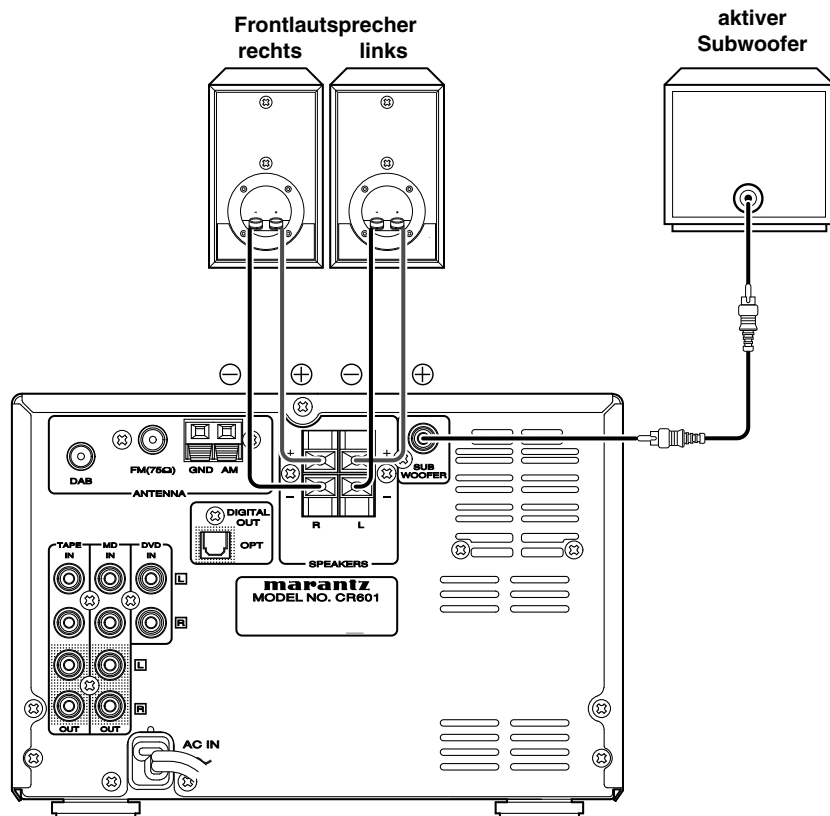 Frontlautsprecher
rechts links
aktiver
Subwoofer
- +
- +
⊖ ⊕ ⊖ ⊕
DAB
FM(75Ω)
GND AM
ANTENNA
+ +
- -
R L
SPEAKERS
SUB
WOOFER
DIGITAL
OUT
OPT
TAPE MD DVD
IN IN IN
L
R
L
R
OUT OUT
marantz
MODEL NO. CR601
AC IN